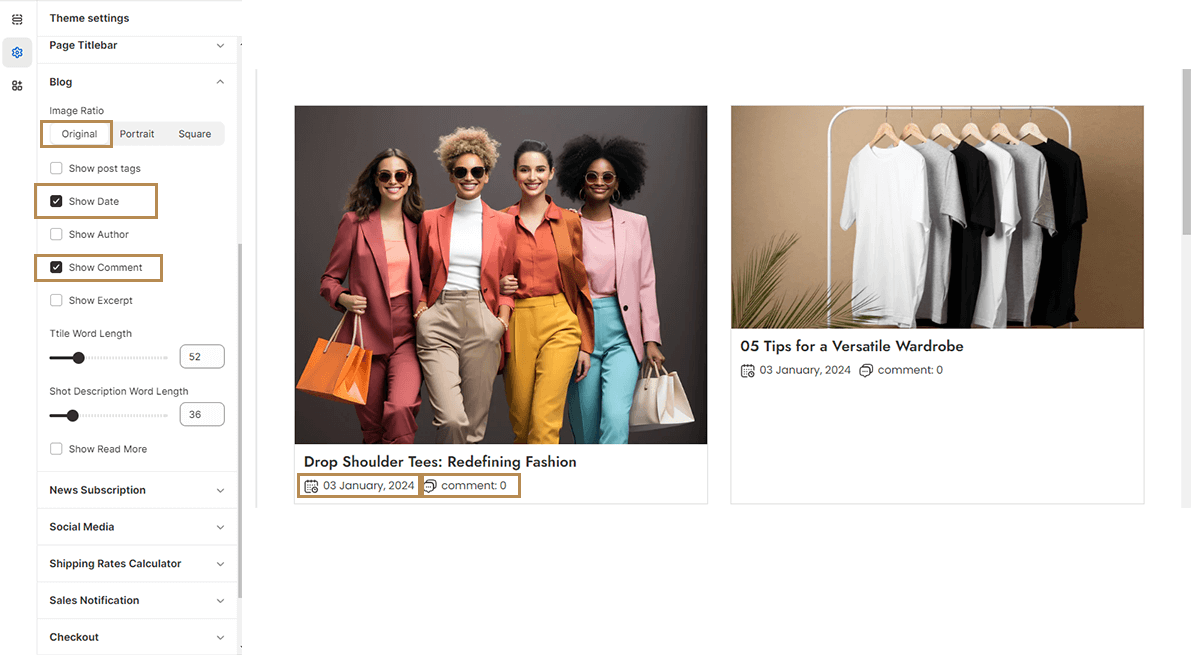 Theme settings
Page Titlebar
Blog
Image Ratio
Original Portrait Square
Show post tags
Show Date
Show Author
Show Comment
Show Excerpt
Ttile Word Length
52
Shot Description Word Length
36
Show Read More
News Subscription
Social Media
Shipping Rates Calculator
Sales Notification
Checkout
Drop Shoulder Tees: Redefining Fashion
03 January, 2024 comment: 0
05 Tips for a Versatile Wardrobe
03 January, 2024 comment: 0